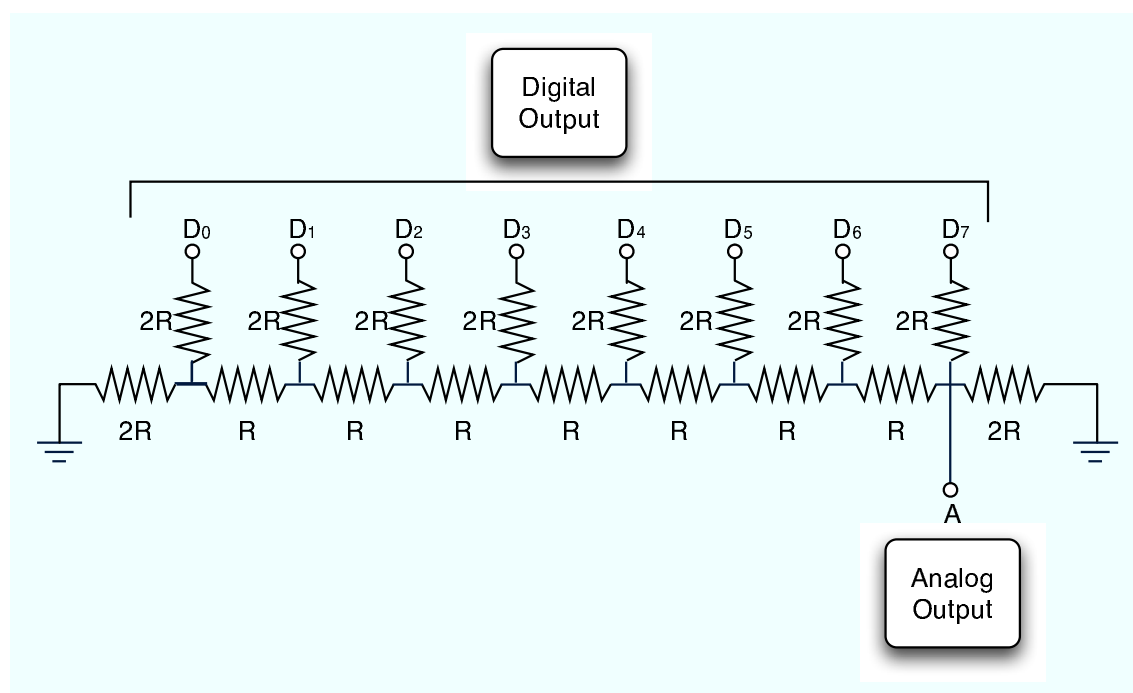 Digital
Output
D0 D1 D2 D3 D4 D5 D6 D7
2R 2R 2R 2R 2R 2R 2R 2R
2R R R R R R R R 2R
A
Analog
Output